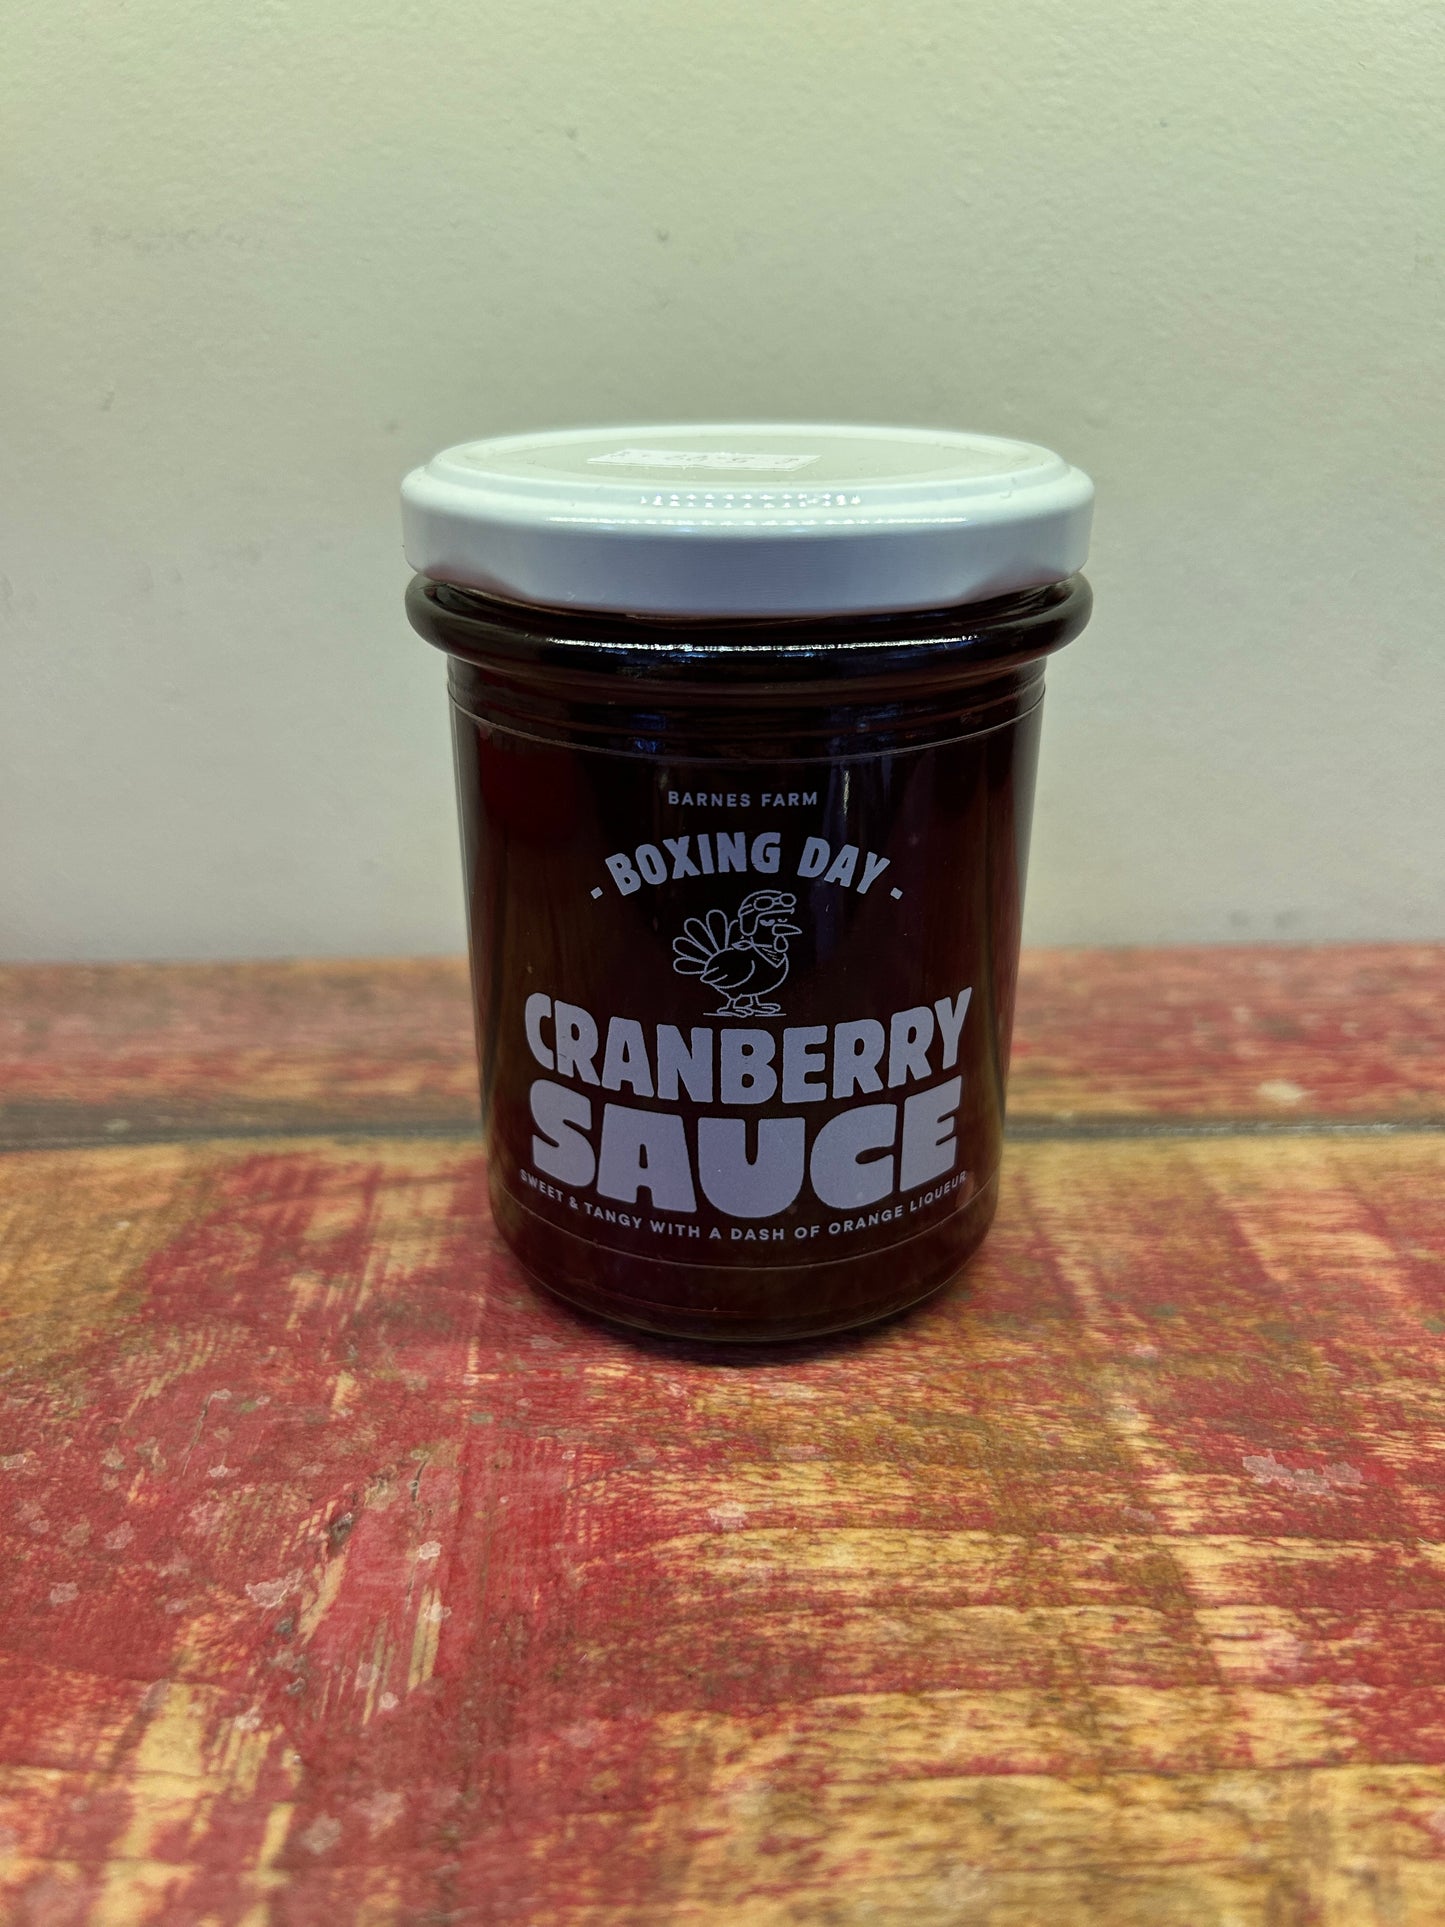 BARNES FARM
- BOXING DAY -
CRANBERRY
SAUCE
SWEET & TANGY WITH A DASH OF ORANGE LIQUEUR